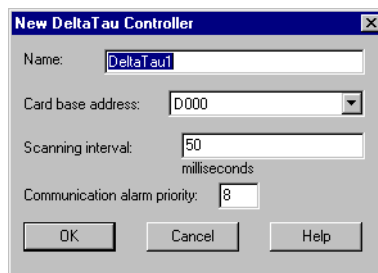 New DeltaTau Controller
Name: DeltaTau1
Card base address: D000
Scanning interval: 50
milliseconds
Communication alarm priority: 8
OK Cancel Help